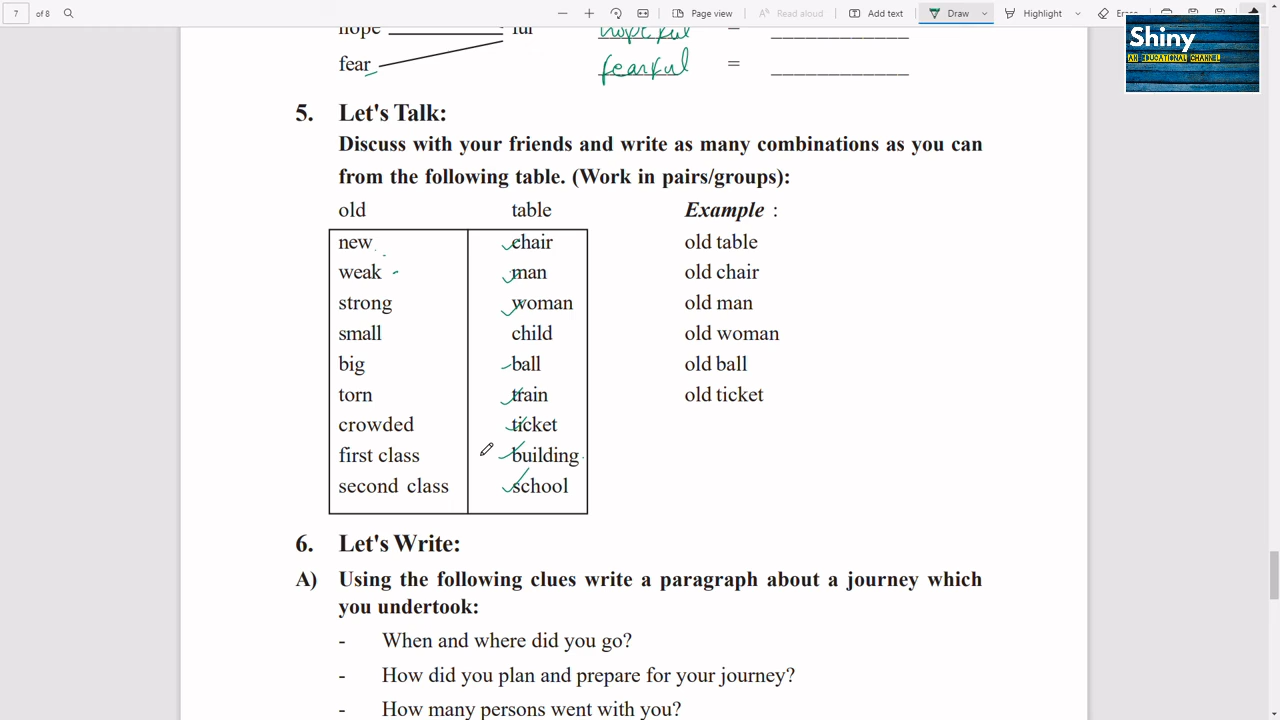 7 of 8 Page view Read aloud Add text Draw Highlight Erase
Shiny
AN EDUCATIONAL CHANNEL
hope ful hopeful = ____________
fear fearful = ____________
5. Let's Talk:
Discuss with your friends and write as many combinations as you can
from the following table. (Work in pairs/groups):
old table Example :
new chair old table
weak man old chair
strong woman old man
small child old woman
big ball old ball
torn train old ticket
crowded ticket
first class building
second class school
6. Let's Write:
A) Using the following clues write a paragraph about a journey which
you undertook:
- When and where did you go?
- How did you plan and prepare for your journey?
- How many persons went with you?